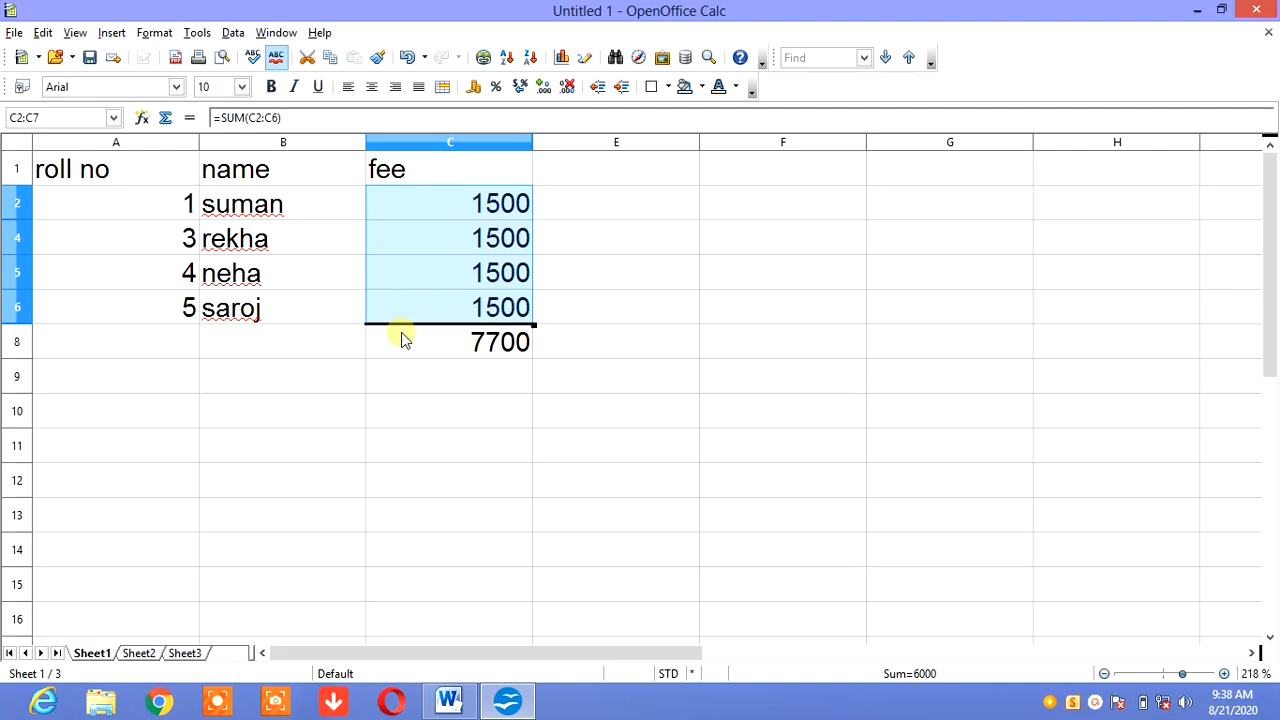 Untitled 1 - OpenOffice Calc
File Edit View Insert Format Tools Data Window Help
ABC ABC Find
Arial 10 B I U % A
C2:C7 =SUM(C2:C6)
A B C E F G H
1 roll no name fee
2 1 suman 1500
4 3 rekha 1500
5 4 neha 1500
6 5 saroj 1500
8 7700
9
10
11
12
13
14
15
16
Sheet1 Sheet2 Sheet3
Sheet 1 / 3 Default STD * Sum=6000 218 %
9:38 AM
8/21/2020